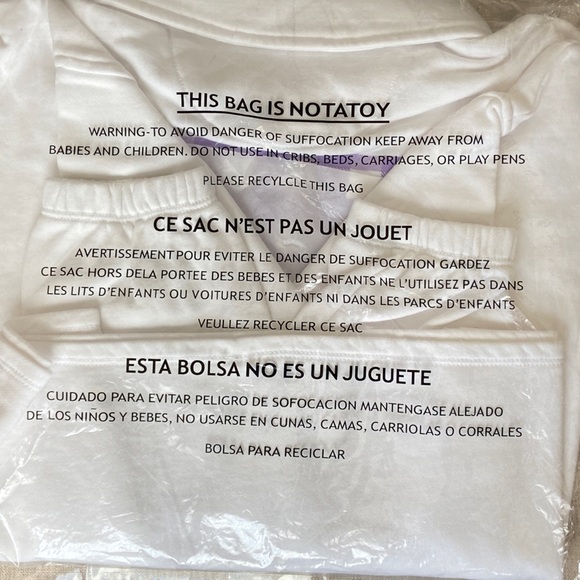 THIS BAG IS NOTATOY
WARNING-TO AVOID DANGER OF SUFFOCATION KEEP AWAY FROM
BABIES AND CHILDREN. DO NOT USE IN CRIBS, BEDS, CARRIAGES, OR PLAY PENS
PLEASE RECYLCLE THIS BAG
CE SAC N'EST PAS UN JOUET
AVERTISSEMENT POUR EVITER LE DANGER DE SUFFOCATION GARDEZ
CE SAC HORS DELA PORTEE DES BEBES ET DES ENFANTS NE L'UTILISEZ PAS DANS
LES LITS D'ENFANTS OU VOITURES D'ENFANTS NI DANS LES PARCS D'ENFANTS
VEULLEZ RECYCLER CE SAC
ESTA BOLSA NO ES UN JUGUETE
CUIDADO PARA EVITAR PELIGRO DE SOFOCACION MANTENGASE ALEJADO
DE LOS NIÑOS Y BEBES, NO USARSE EN CUNAS, CAMAS, CARRIOLAS O CORRALES
BOLSA PARA RECICLAR